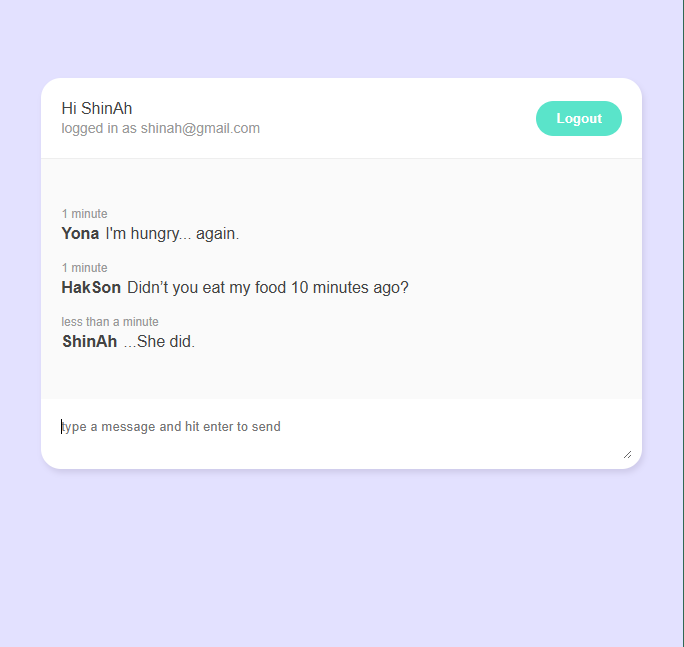 Hi ShinAh
logged in as shinah@gmail.com
Logout
1 minute
Yona I'm hungry... again.
1 minute
HakSon Didn’t you eat my food 10 minutes ago?
less than a minute
ShinAh ...She did.
type a message and hit enter to send